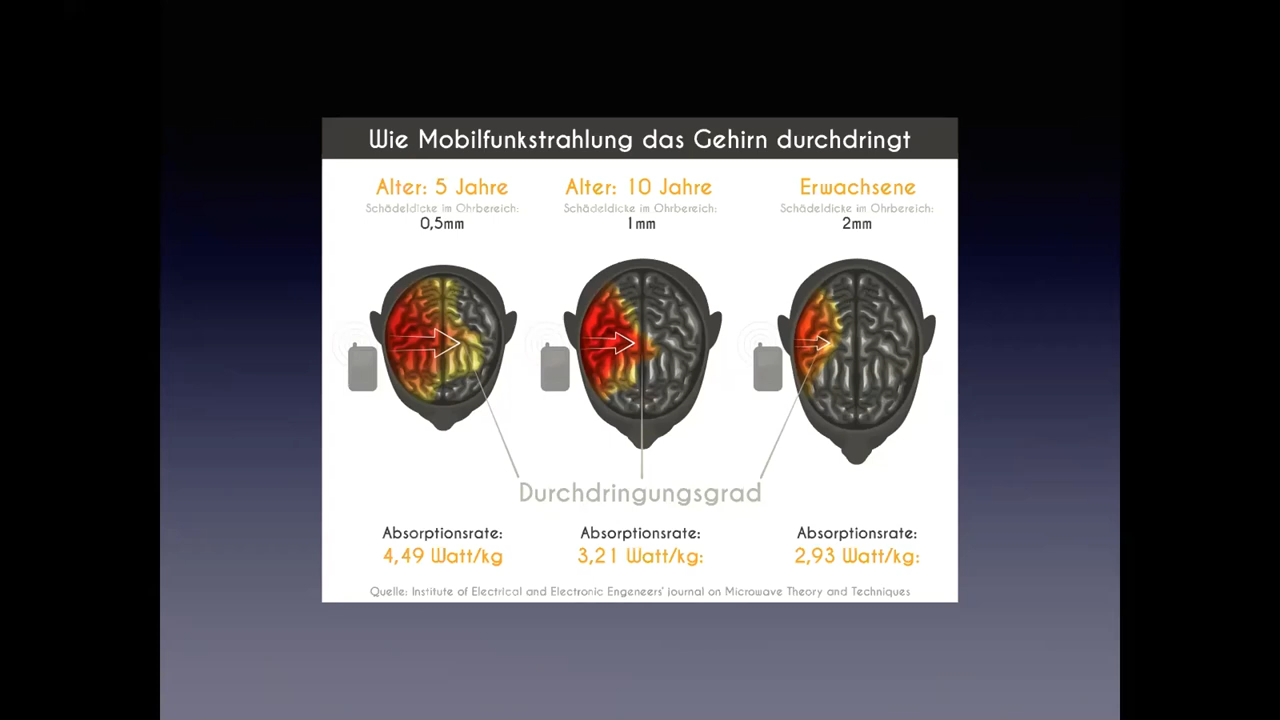 Wie Mobilfunkstrahlung das Gehirn durchdringt
Alter: 5 Jahre
Schädeldicke im Ohrbereich:
0,5mm
Alter: 10 Jahre
Schädeldicke im Ohrbereich:
1mm
Erwachsene
Schädeldicke im Ohrbereich:
2mm
Durchdringungsgrad
Absorptionsrate:
4,49 Watt/kg
Absorptionsrate:
3,21 Watt/kg:
Absorptionsrate:
2,93 Watt/kg:
Quelle: Institute of Electrical and Electronic Engeneers' Journal on Microwave Theory and Techniques